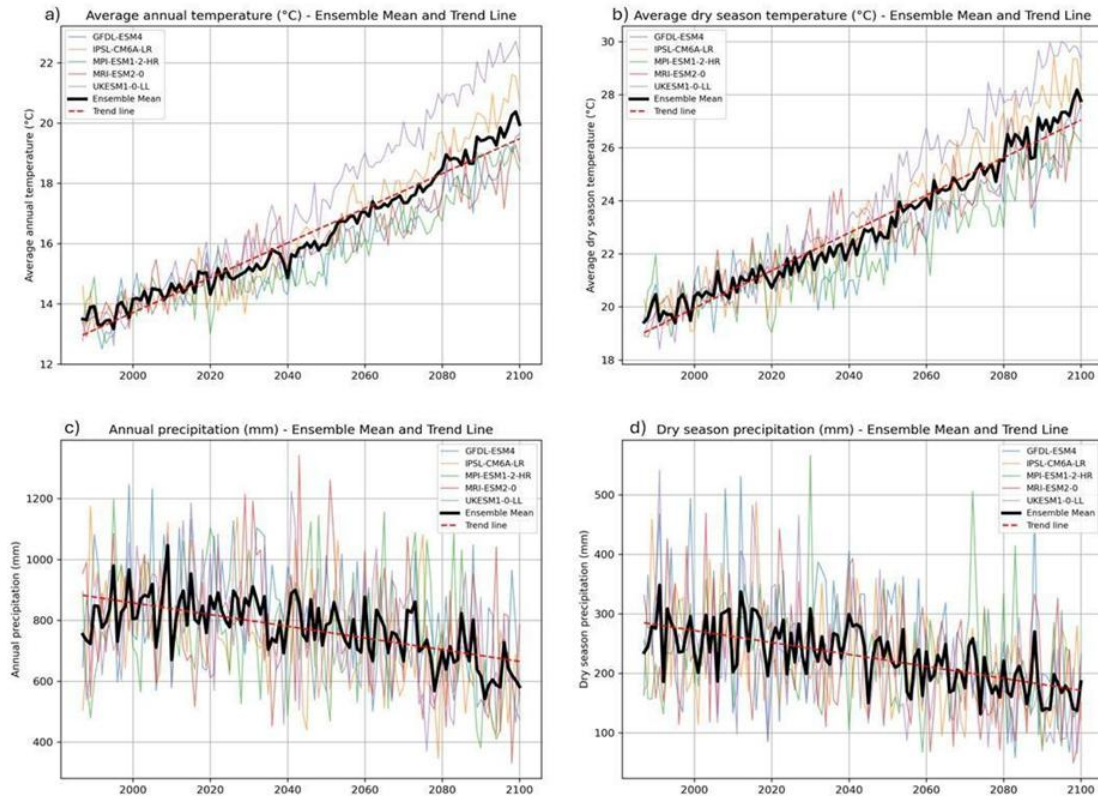 a) Average annual temperature (°C) - Ensemble Mean and Trend Line
GFDL-ESM4
IPSL-CM6A-LR
MPI-ESM1-2-HR
MRI-ESM2-0
UKESM1-0-LL
Ensemble Mean
Trend line
Average annual temperature (°C)
22
20
18
16
14
12
2000 2020 2040 2060 2080 2100
b) Average dry season temperature (°C) - Ensemble Mean and Trend Line
GFDL-ESM4
IPSL-CM6A-LR
MPI-ESM1-2-HR
MRI-ESM2-0
UKESM1-0-LL
Ensemble Mean
Trend line
Average dry season temperature (°C)
30
28
26
24
22
20
18
2000 2020 2040 2060 2080 2100
c) Annual precipitation (mm) - Ensemble Mean and Trend Line
GFDL-ESM4
IPSL-CM6A-LR
MPI-ESM1-2-HR
MRI-ESM2-0
UKESM1-0-LL
Ensemble Mean
Trend line
Annual precipitation (mm)
1200
1000
800
600
400
2000 2020 2040 2060 2080 2100
d) Dry season precipitation (mm) - Ensemble Mean and Trend Line
GFDL-ESM4
IPSL-CM6A-LR
MPI-ESM1-2-HR
MRI-ESM2-0
UKESM1-0-LL
Ensemble Mean
Trend line
Dry season precipitation (mm)
500
400
300
200
100
2000 2020 2040 2060 2080 2100